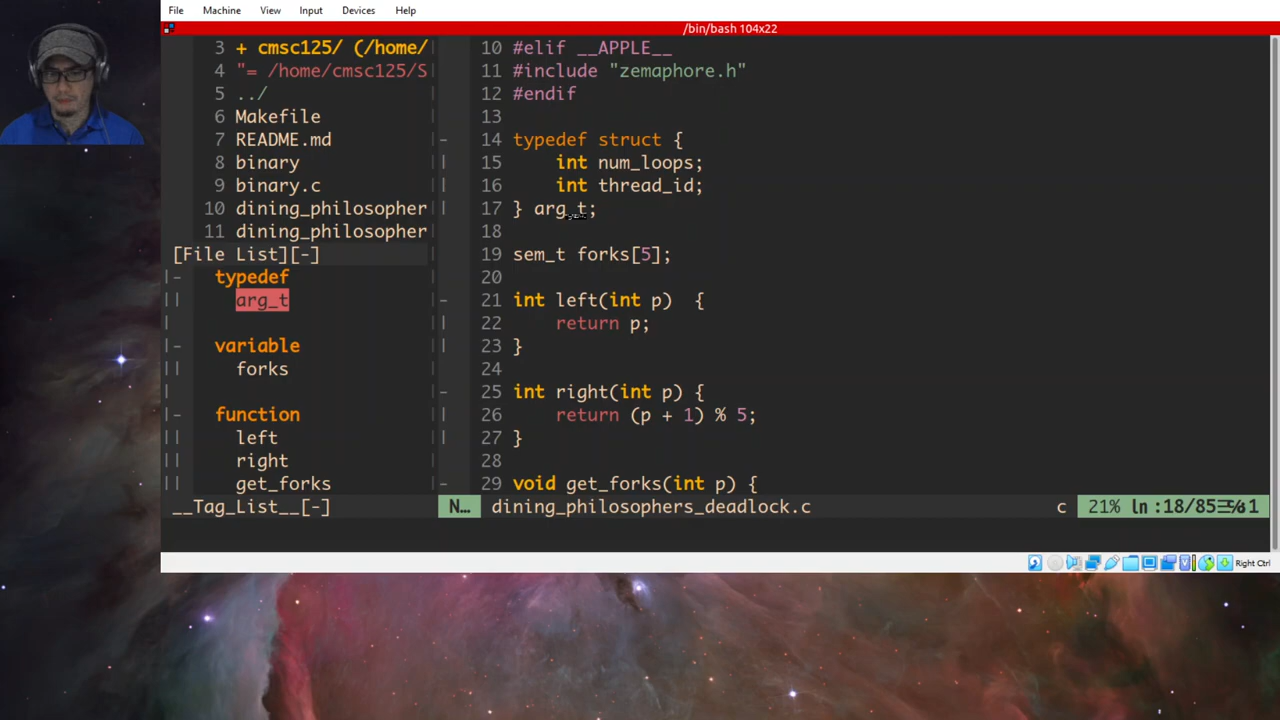 File Machine View Input Devices Help
/bin/bash 104x22
3 + cmsc125/ (/home/
4 "= /home/cmsc125/S
5 ../
6 Makefile
7 README.md
8 binary
9 binary.c
10 dining_philosopher
11 dining_philosopher
[File List][-]
typedef
arg_t
variable
forks
function
left
right
get_forks
__Tag_List__[-]
10 #elif __APPLE__
11 #include "zemaphore.h"
12 #endif
13
14 typedef struct {
15 int num_loops;
16 int thread_id;
17 } arg_t;
18
19 sem_t forks[5];
20
21 int left(int p) {
22 return p;
23 }
24
25 int right(int p) {
26 return (p + 1) % 5;
27 }
28
29 void get_forks(int p) {
N… dining_philosophers_deadlock.c c 21% ln :18/85
Right Ctrl